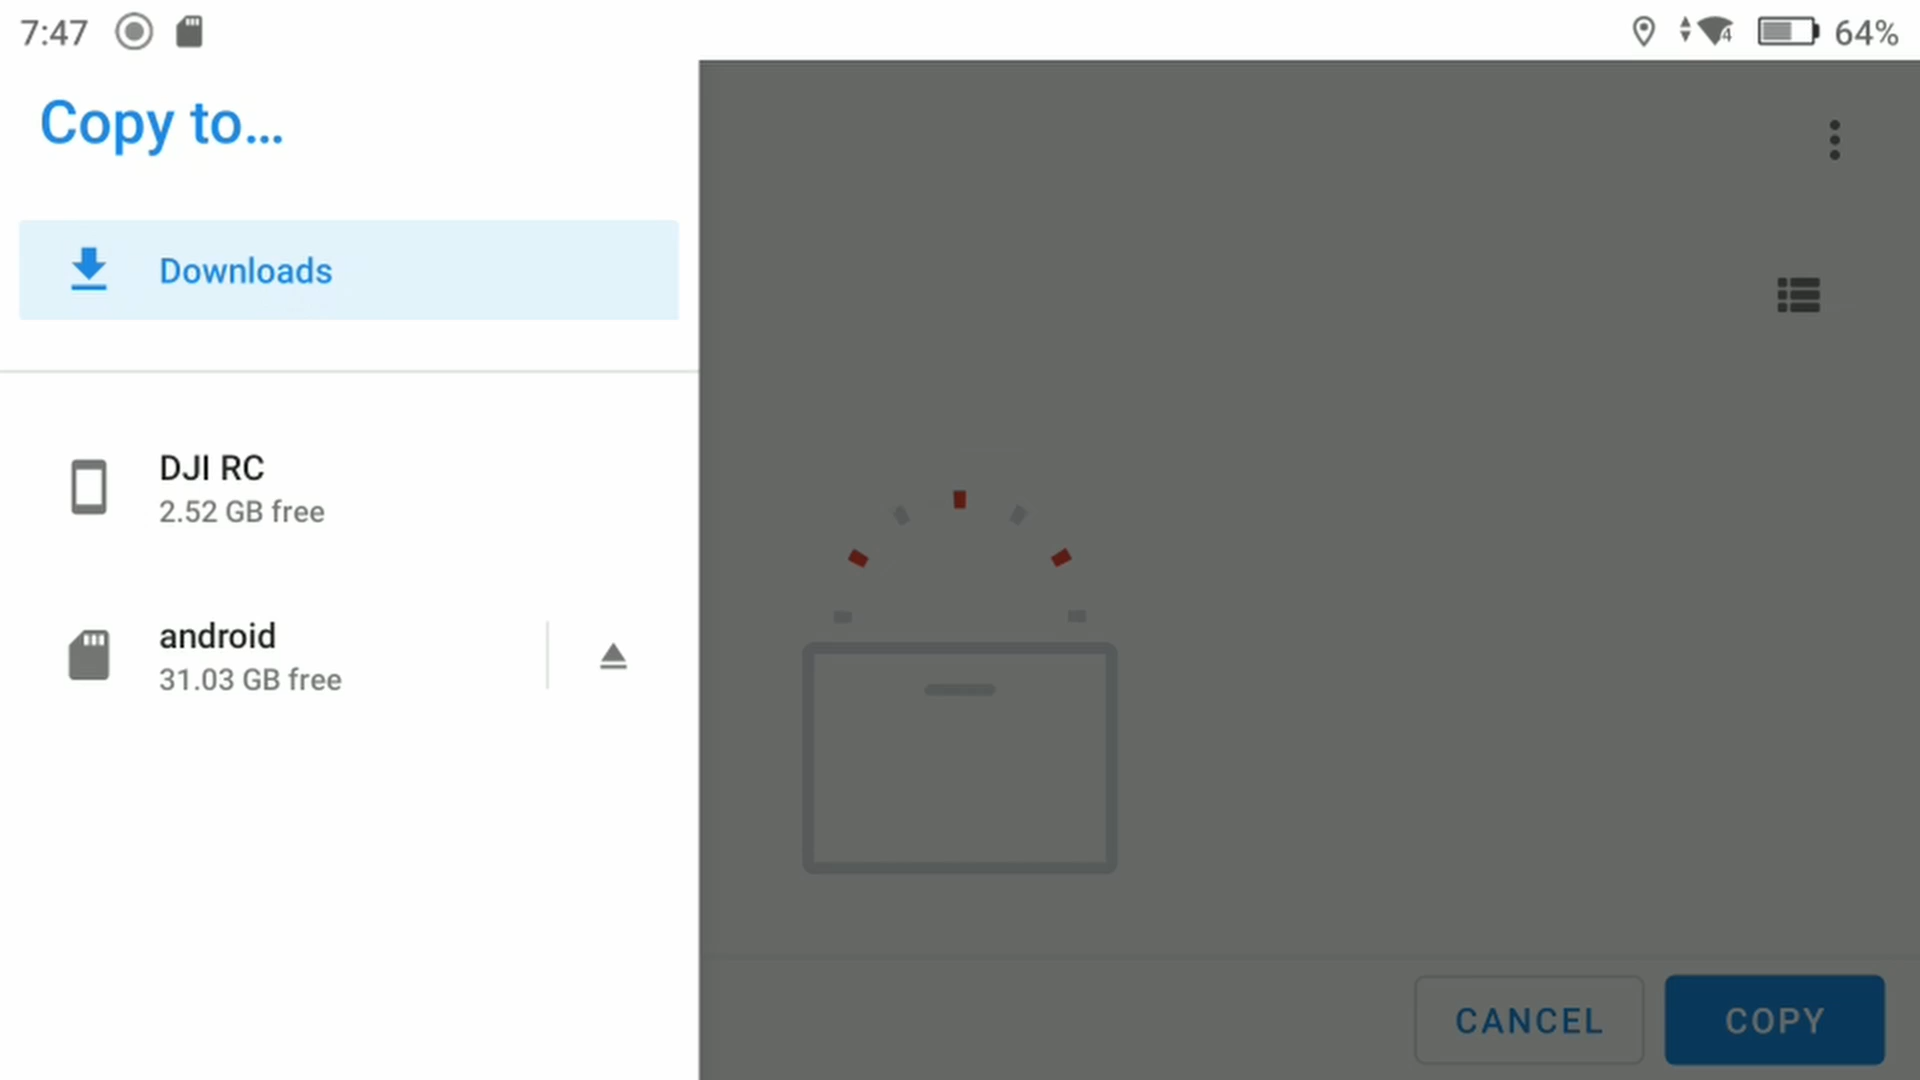 7:47
4
64%
Copy to...
Downloads
DJI RC
2.52 GB free
android
31.03 GB free
CANCEL
COPY